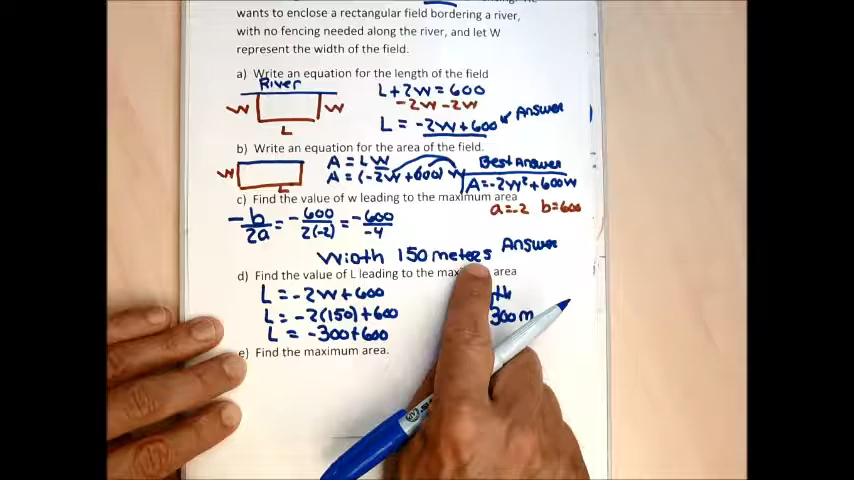 wants to enclose a rectangular field bordering a river,
with no fencing needed along the river, and let W
represent the width of the field.
a) Write an equation for the length of the field
River
W W
L
L+2W=600
-2W -2W
L = -2W+600 Answer
b) Write an equation for the area of the field.
W
L
A = LW
A = (-2W+600) W
Best Answer
A=-2W²+600W
c) Find the value of w leading to the maximum area
a=-2 b=600
-b/2a = -600/2(-2) = -600/-4
Width 150 meters Answer
d) Find the value of L leading to the area
L = -2W+600
L = -2(150)+600 300m
L = -300+600
e) Find the maximum area.